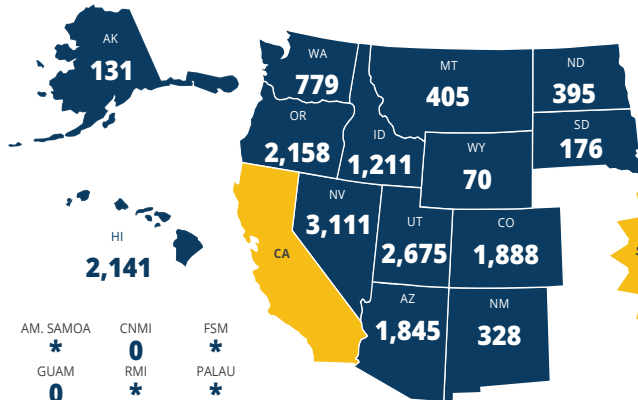 AK
131
WA
779
MT
405
ND
395
OR
2,158
ID
1,211
SD
176
WY
70
NV
3,111
UT
2,675
CO
1,888
HI
2,141
CA
AZ
1,845
NM
328
AM. SAMOA CNMI FSM
* 0 *
GUAM RMI PALAU
0 * *